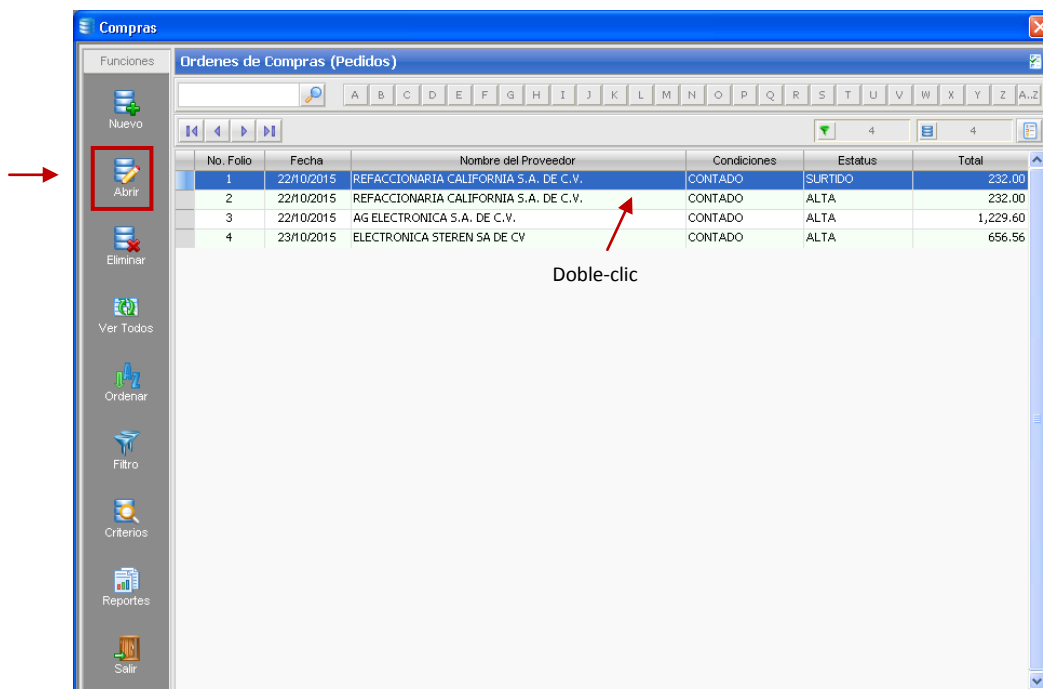 Compras
Funciones
Ordenes de Compras (Pedidos)
A B C D E F G H I J K L M N O P Q R S T U V W X Y Z A..Z
Nuevo
4 4
No. Folio Fecha Nombre del Proveedor Condiciones Estatus Total
1 22/10/2015 REFACCIONARIA CALIFORNIA S.A. DE C.V. CONTADO SURTIDO 232.00
2 22/10/2015 REFACCIONARIA CALIFORNIA S.A. DE C.V. CONTADO ALTA 232.00
3 22/10/2015 AG ELECTRONICA S.A. DE C.V. CONTADO ALTA 1,229.60
4 23/10/2015 ELECTRONICA STEREN SA DE CV CONTADO ALTA 656.56
Abrir
Doble-clic
Eliminar
Ver Todos
Ordenar
Filtro
Criterios
Reportes
Salir